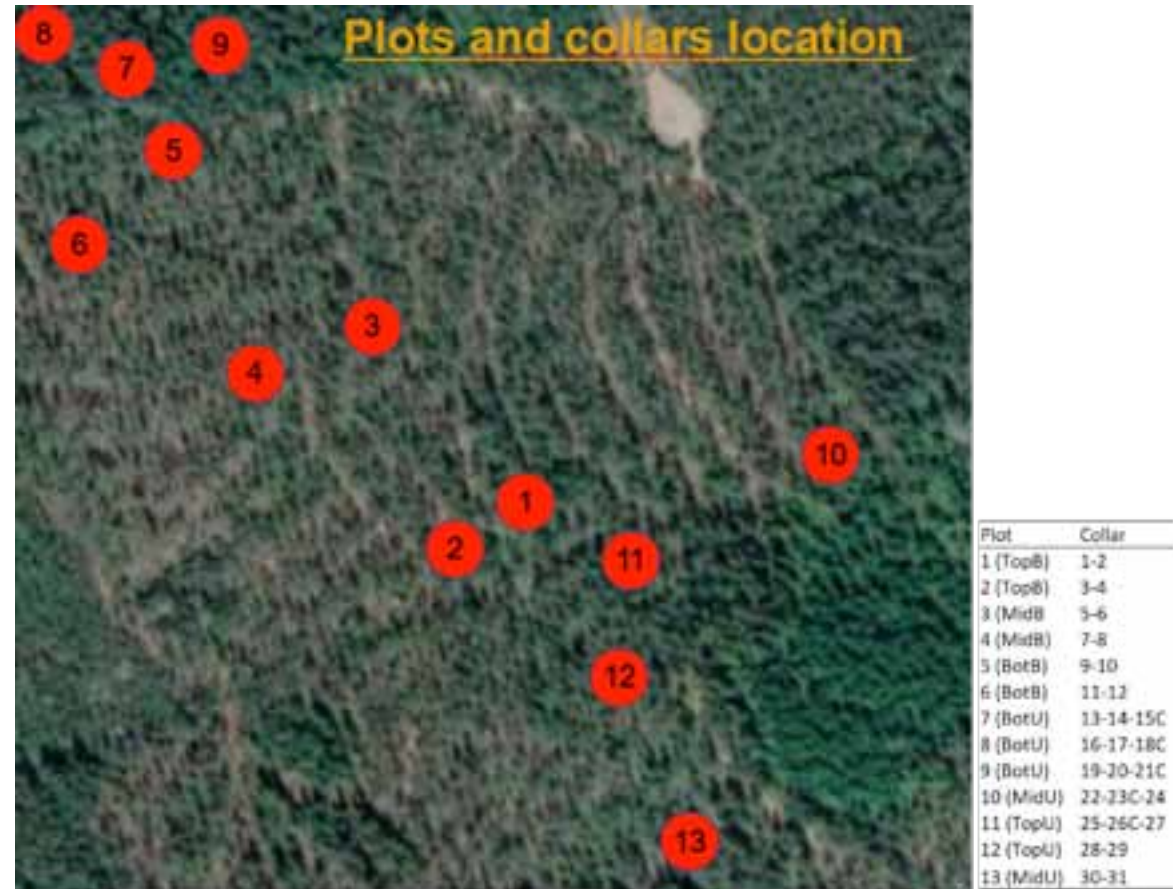 Plots and collars location
8
9
7
5
6
3
4
10
1
2
11
12
13
Plot Collar
1 (TopB) 1-2
2 (TopB) 3-4
3 (MidB 5-6
4 (MidB) 7-8
5 (BotB) 9-10
6 (BotB) 11-12
7 (BotU) 13-14-15C
8 (BotU) 16-17-18C
9 (BotU) 19-20-21C
10 (MidU) 22-23C-24
11 (TopU) 25-26C-27
12 (TopU) 28-29
13 (MidU) 30-31